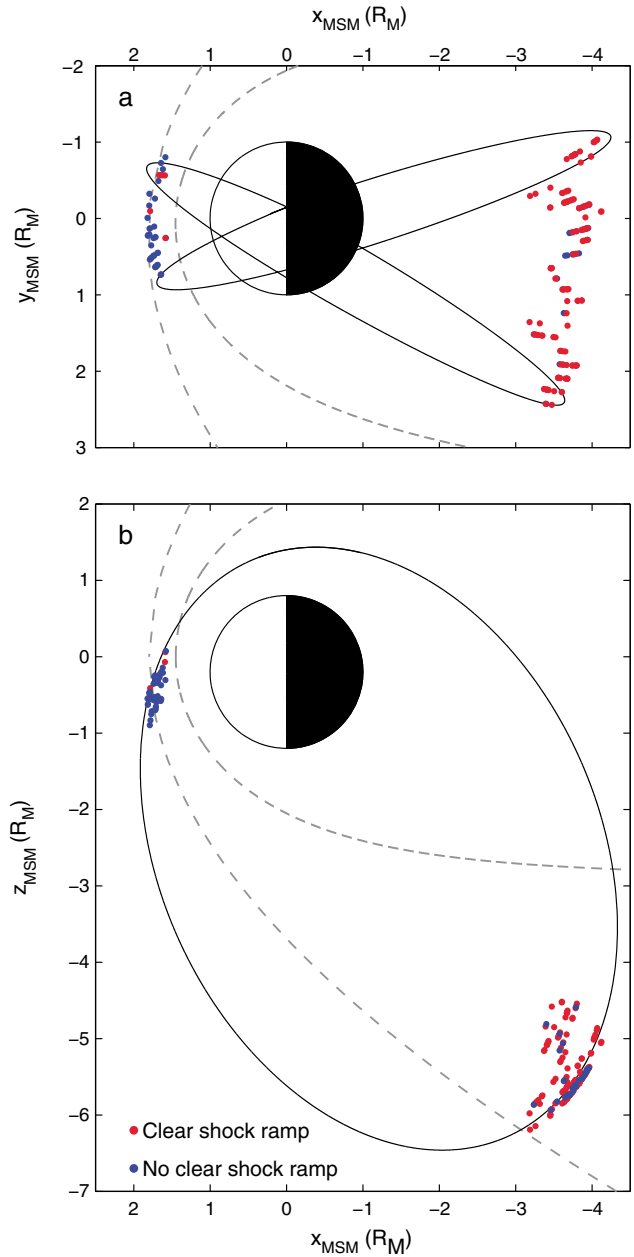 x_MSM (R_M)
2 1 0 −1 −2 −3 −4
a
−2
−1
0
1
2
3
y_MSM (R_M)
b
2
1
0
−1
−2
−3
−4
−5
−6
−7
z_MSM (R_M)
Clear shock ramp
No clear shock ramp
2 1 0 −1 −2 −3 −4
x_MSM (R_M)